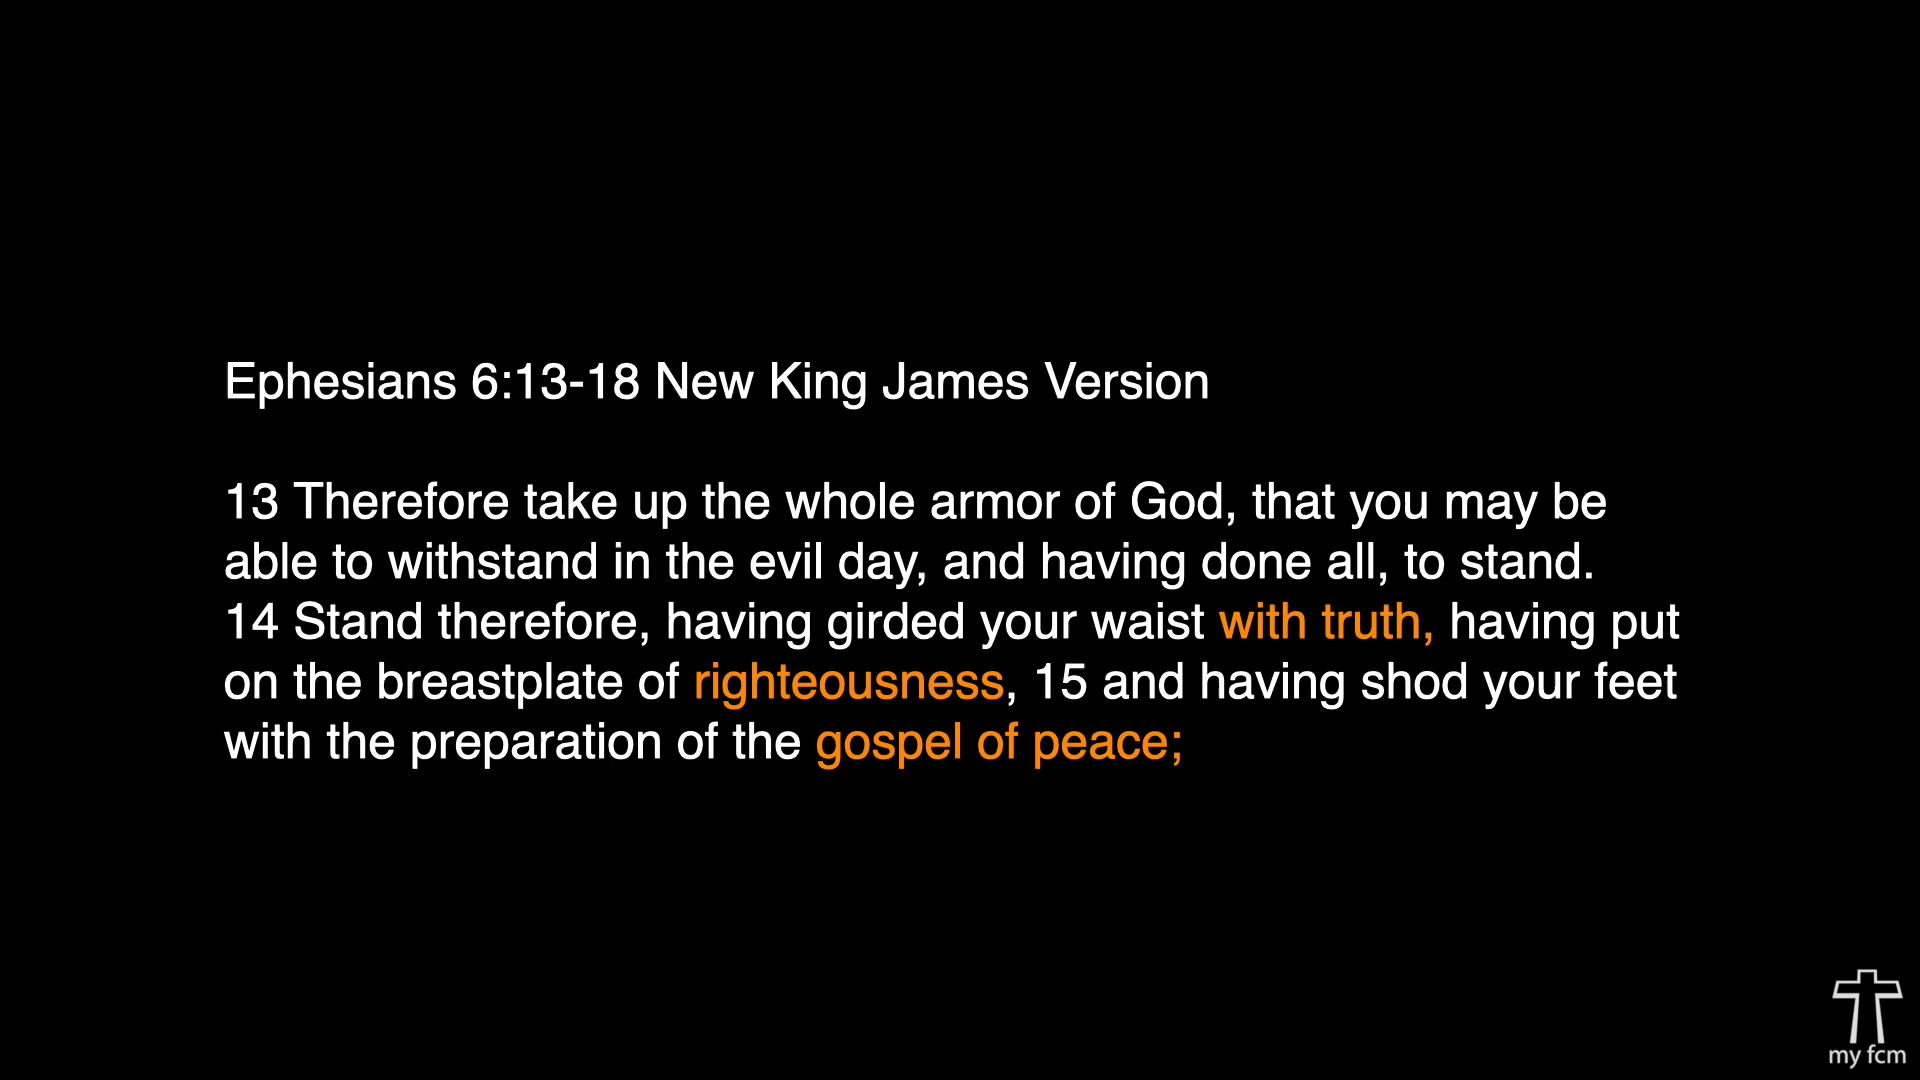 Ephesians 6:13-18 New King James Version
13 Therefore take up the whole armor of God, that you may be
able to withstand in the evil day, and having done all, to stand.
14 Stand therefore, having girded your waist with truth, having put
on the breastplate of righteousness, 15 and having shod your feet
with the preparation of the gospel of peace;
my fcm